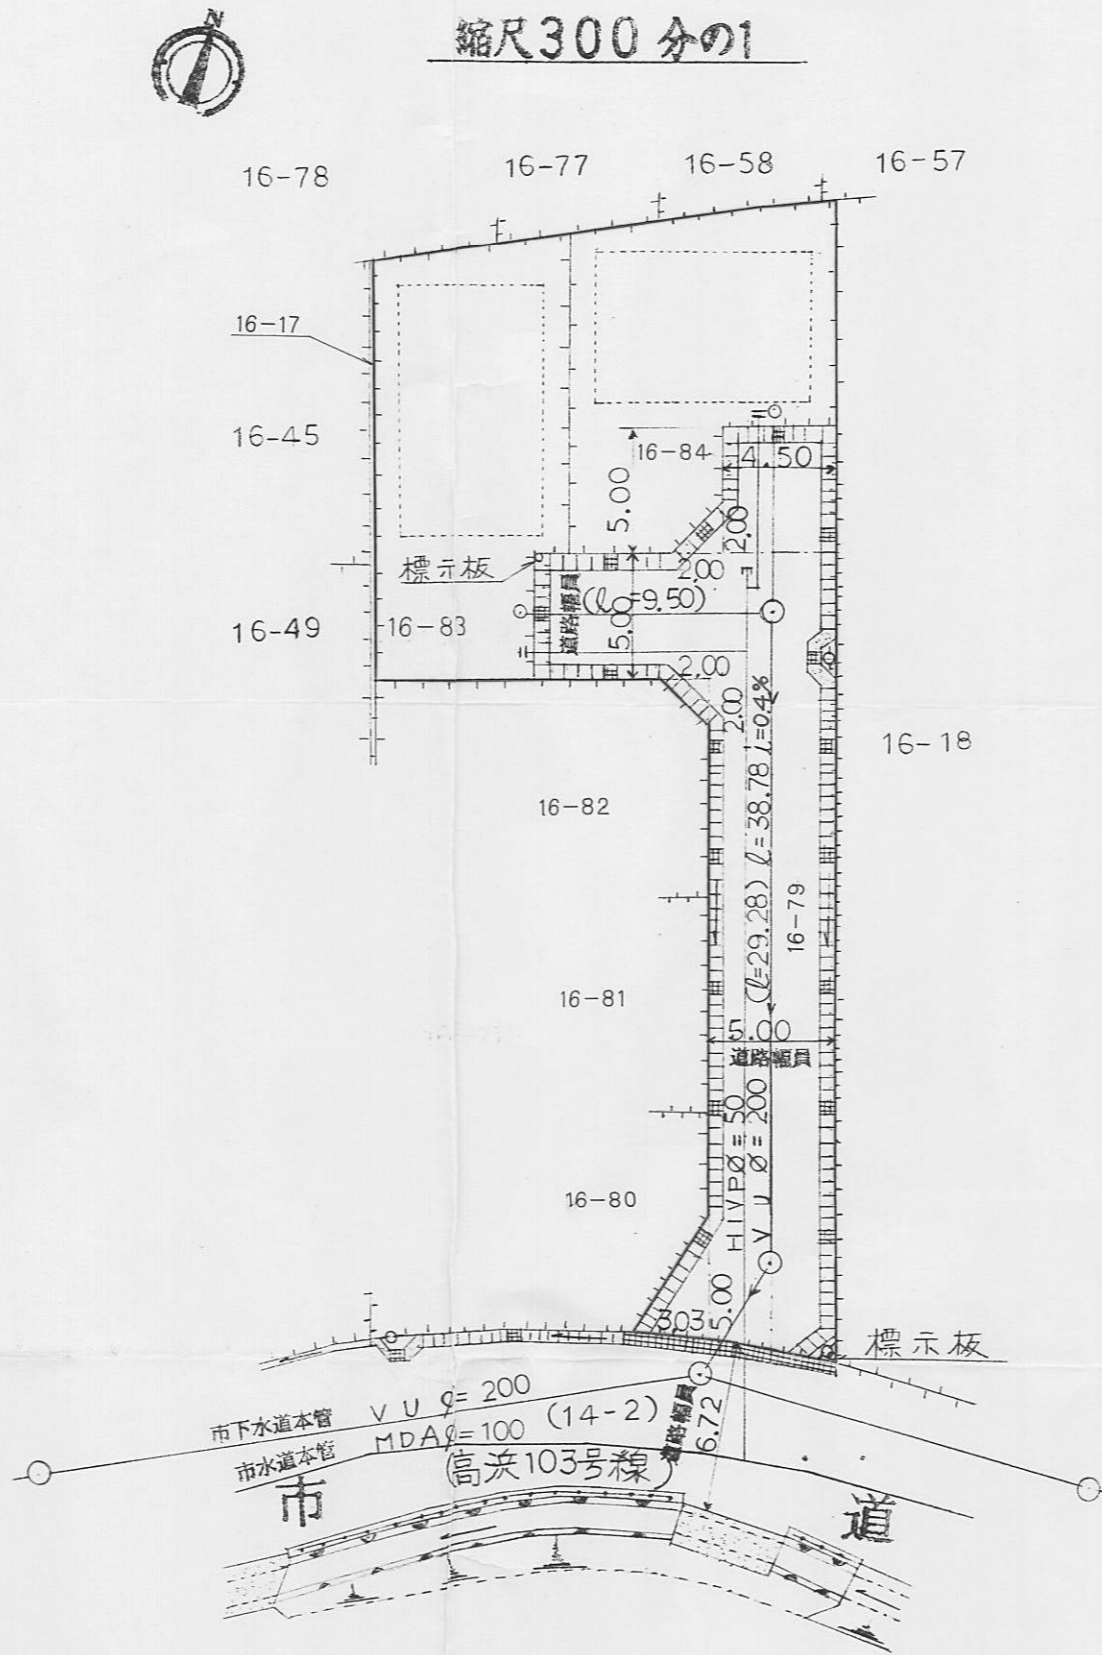 N
縮尺300分の1
16-78
16-77
16-58
16-57
16-17
16-45
16-84
4.50
5.00
2.00
標示板
2.00
(ℓ=9.50)
道路幅員
5.00
16-49
16-83
2.00
2.00
16-18
(ℓ=29.28) ℓ=38.78 i=0.4%
16-82
16-79
16-81
5.00
道路幅員
HIVPØ=50
VU Ø=200
16-80
5.00
3.03
標示板
市下水道本管 VU φ=200
市水道本管 MDAφ=100 (14-2)
道路幅員
6.72
(高浜103号線)
市道